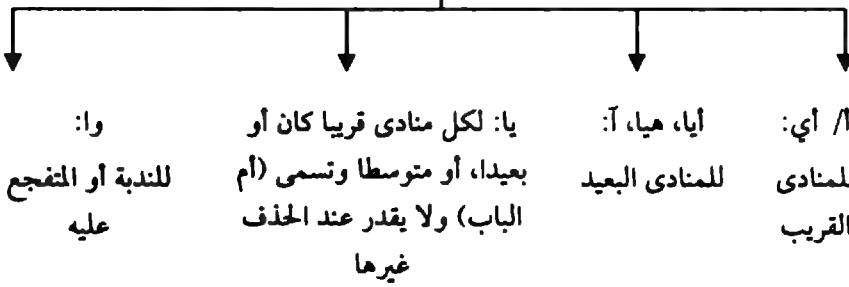 أ/ أي:
للمنادى
القريب
أيا، هيا، آ:
للمنادى البعيد
يا: لكل منادى قريبا كان أو
بعيدا، أو متوسطا وتسمى (أم
الباب) ولا يقدر عند الحذف
غيرها
وا:
للندبة أو المتفجع
عليه